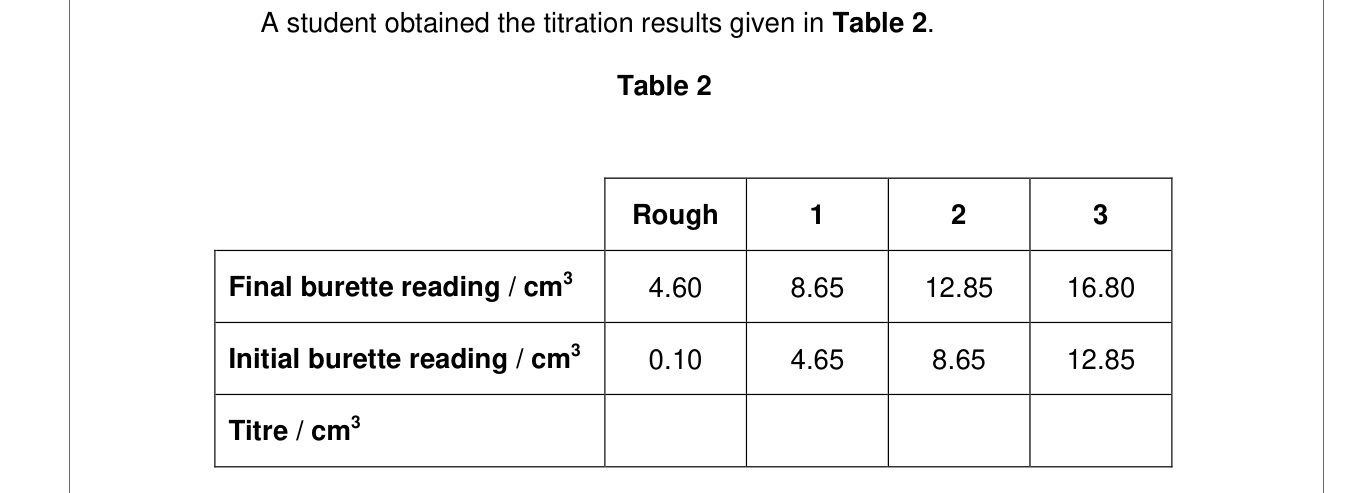 A student obtained the titration results given in Table 2.
Table 2
Rough 1 2 3
Final burette reading / cm³ 4.60 8.65 12.85 16.80
Initial burette reading / cm³ 0.10 4.65 8.65 12.85
Titre / cm³